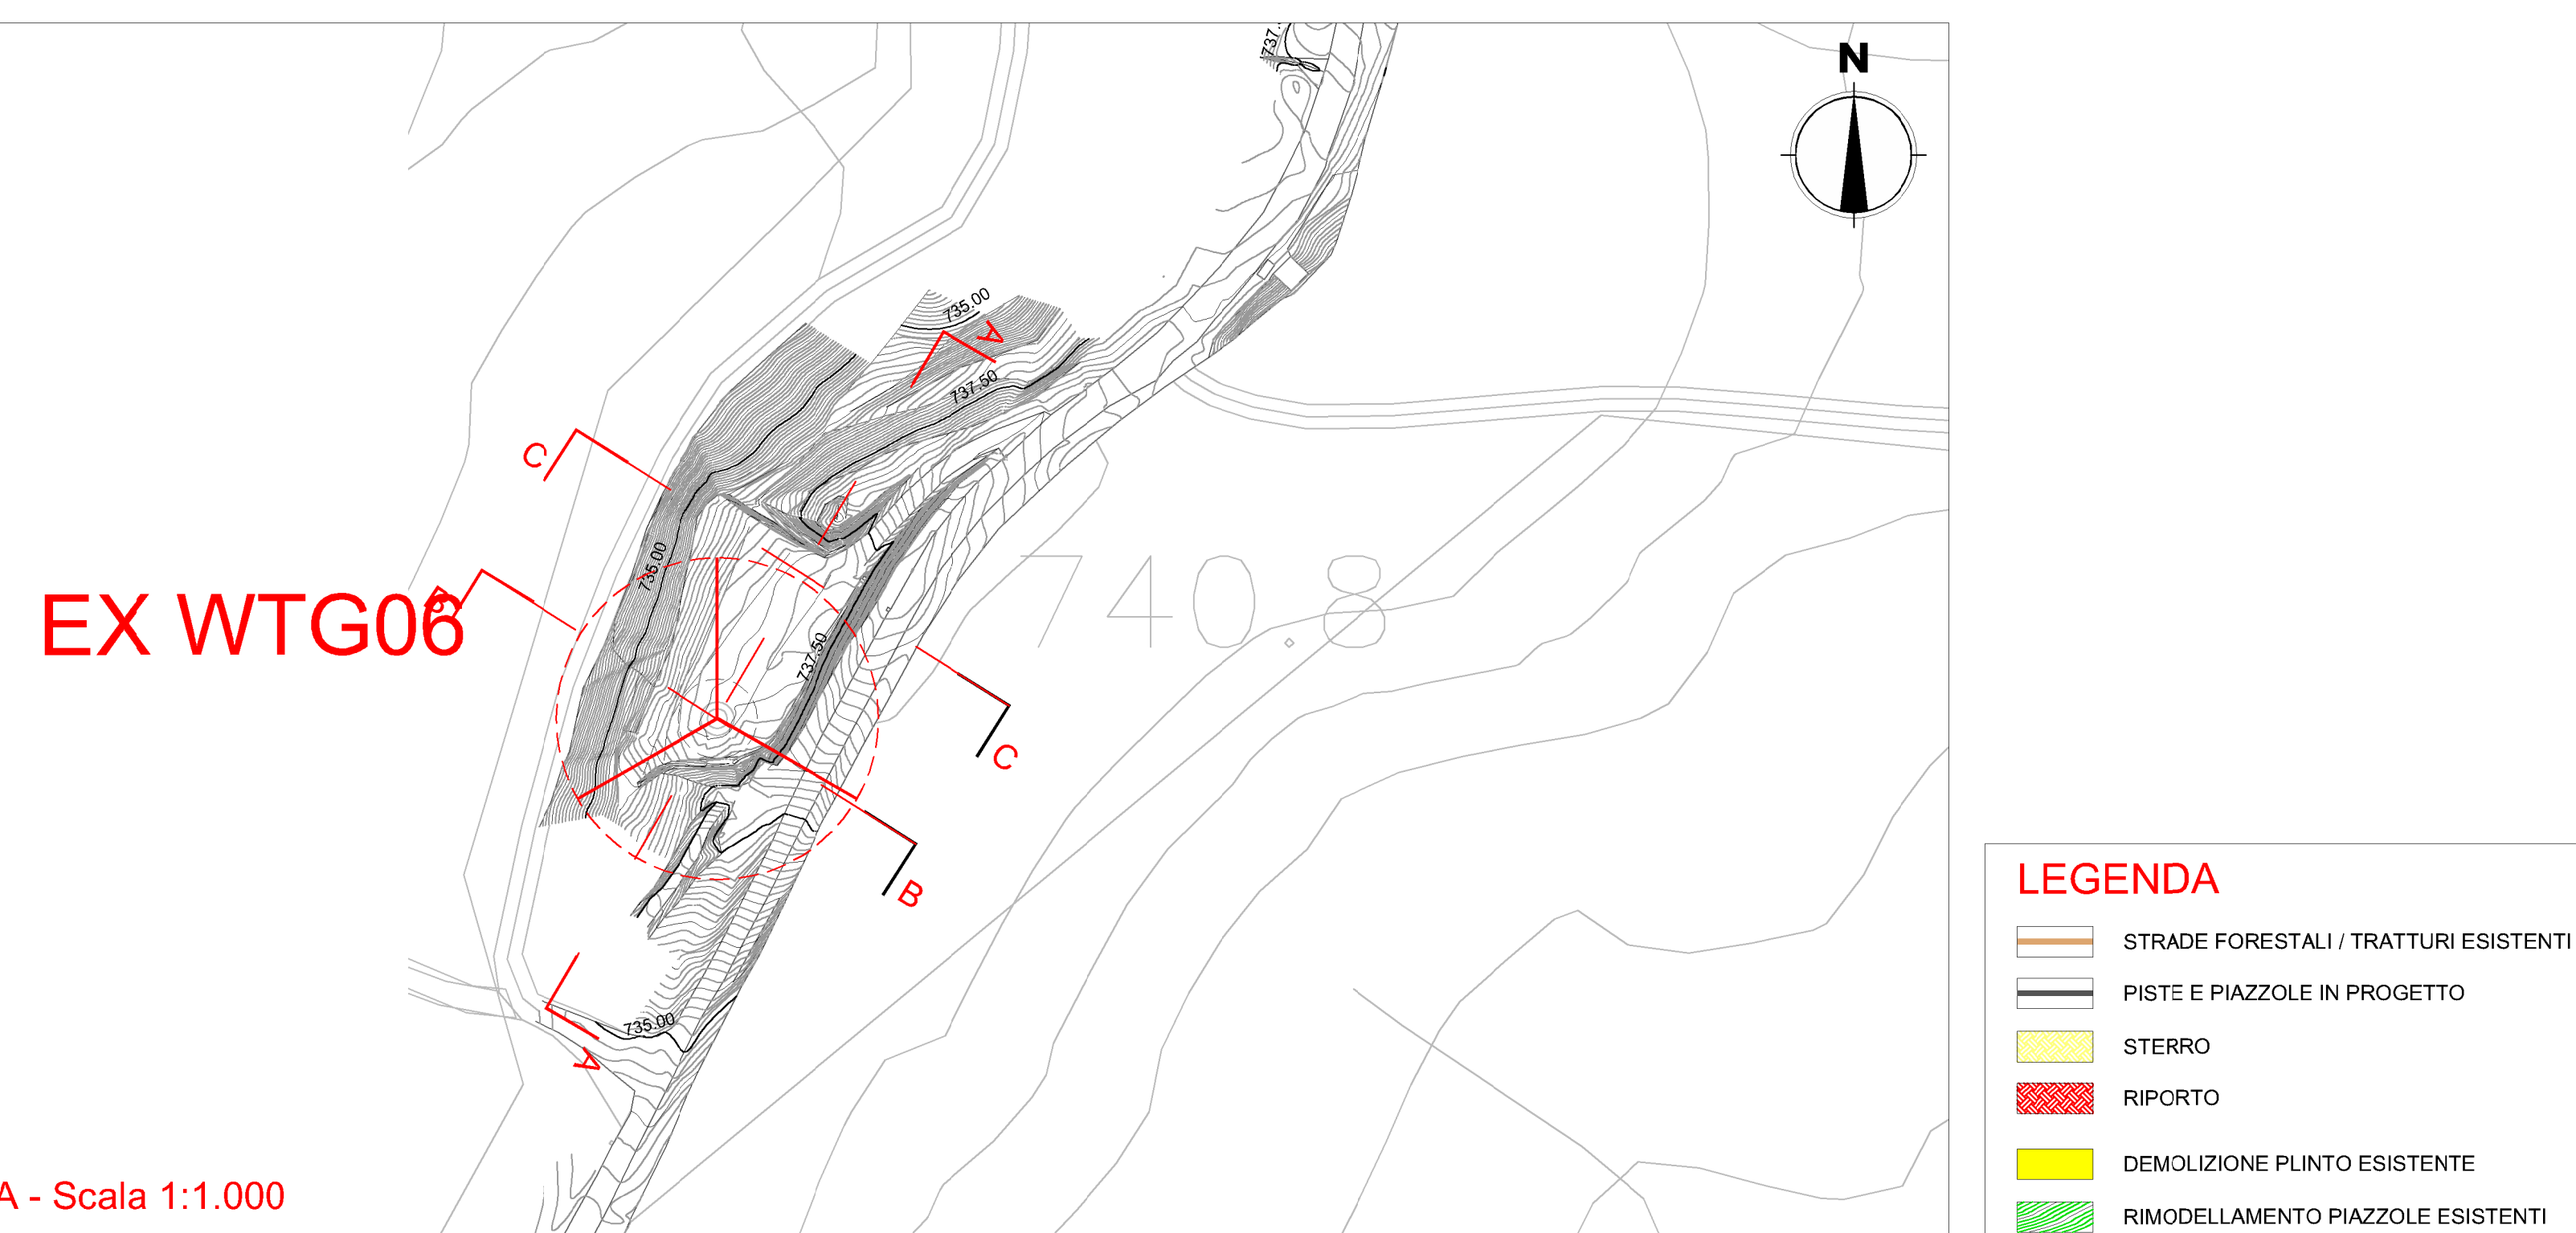 737.
N
735.00
A
737.50
C
735.00
B
EX WTG06
740.8
737.50
C
B
735.00
A
A - Scala 1:1.000
LEGENDA
STRADE FORESTALI / TRATTURI ESISTENTI
PISTE E PIAZZOLE IN PROGETTO
STERRO
RIPORTO
DEMOLIZIONE PLINTO ESISTENTE
RIMODELLAMENTO PIAZZOLE ESISTENTI